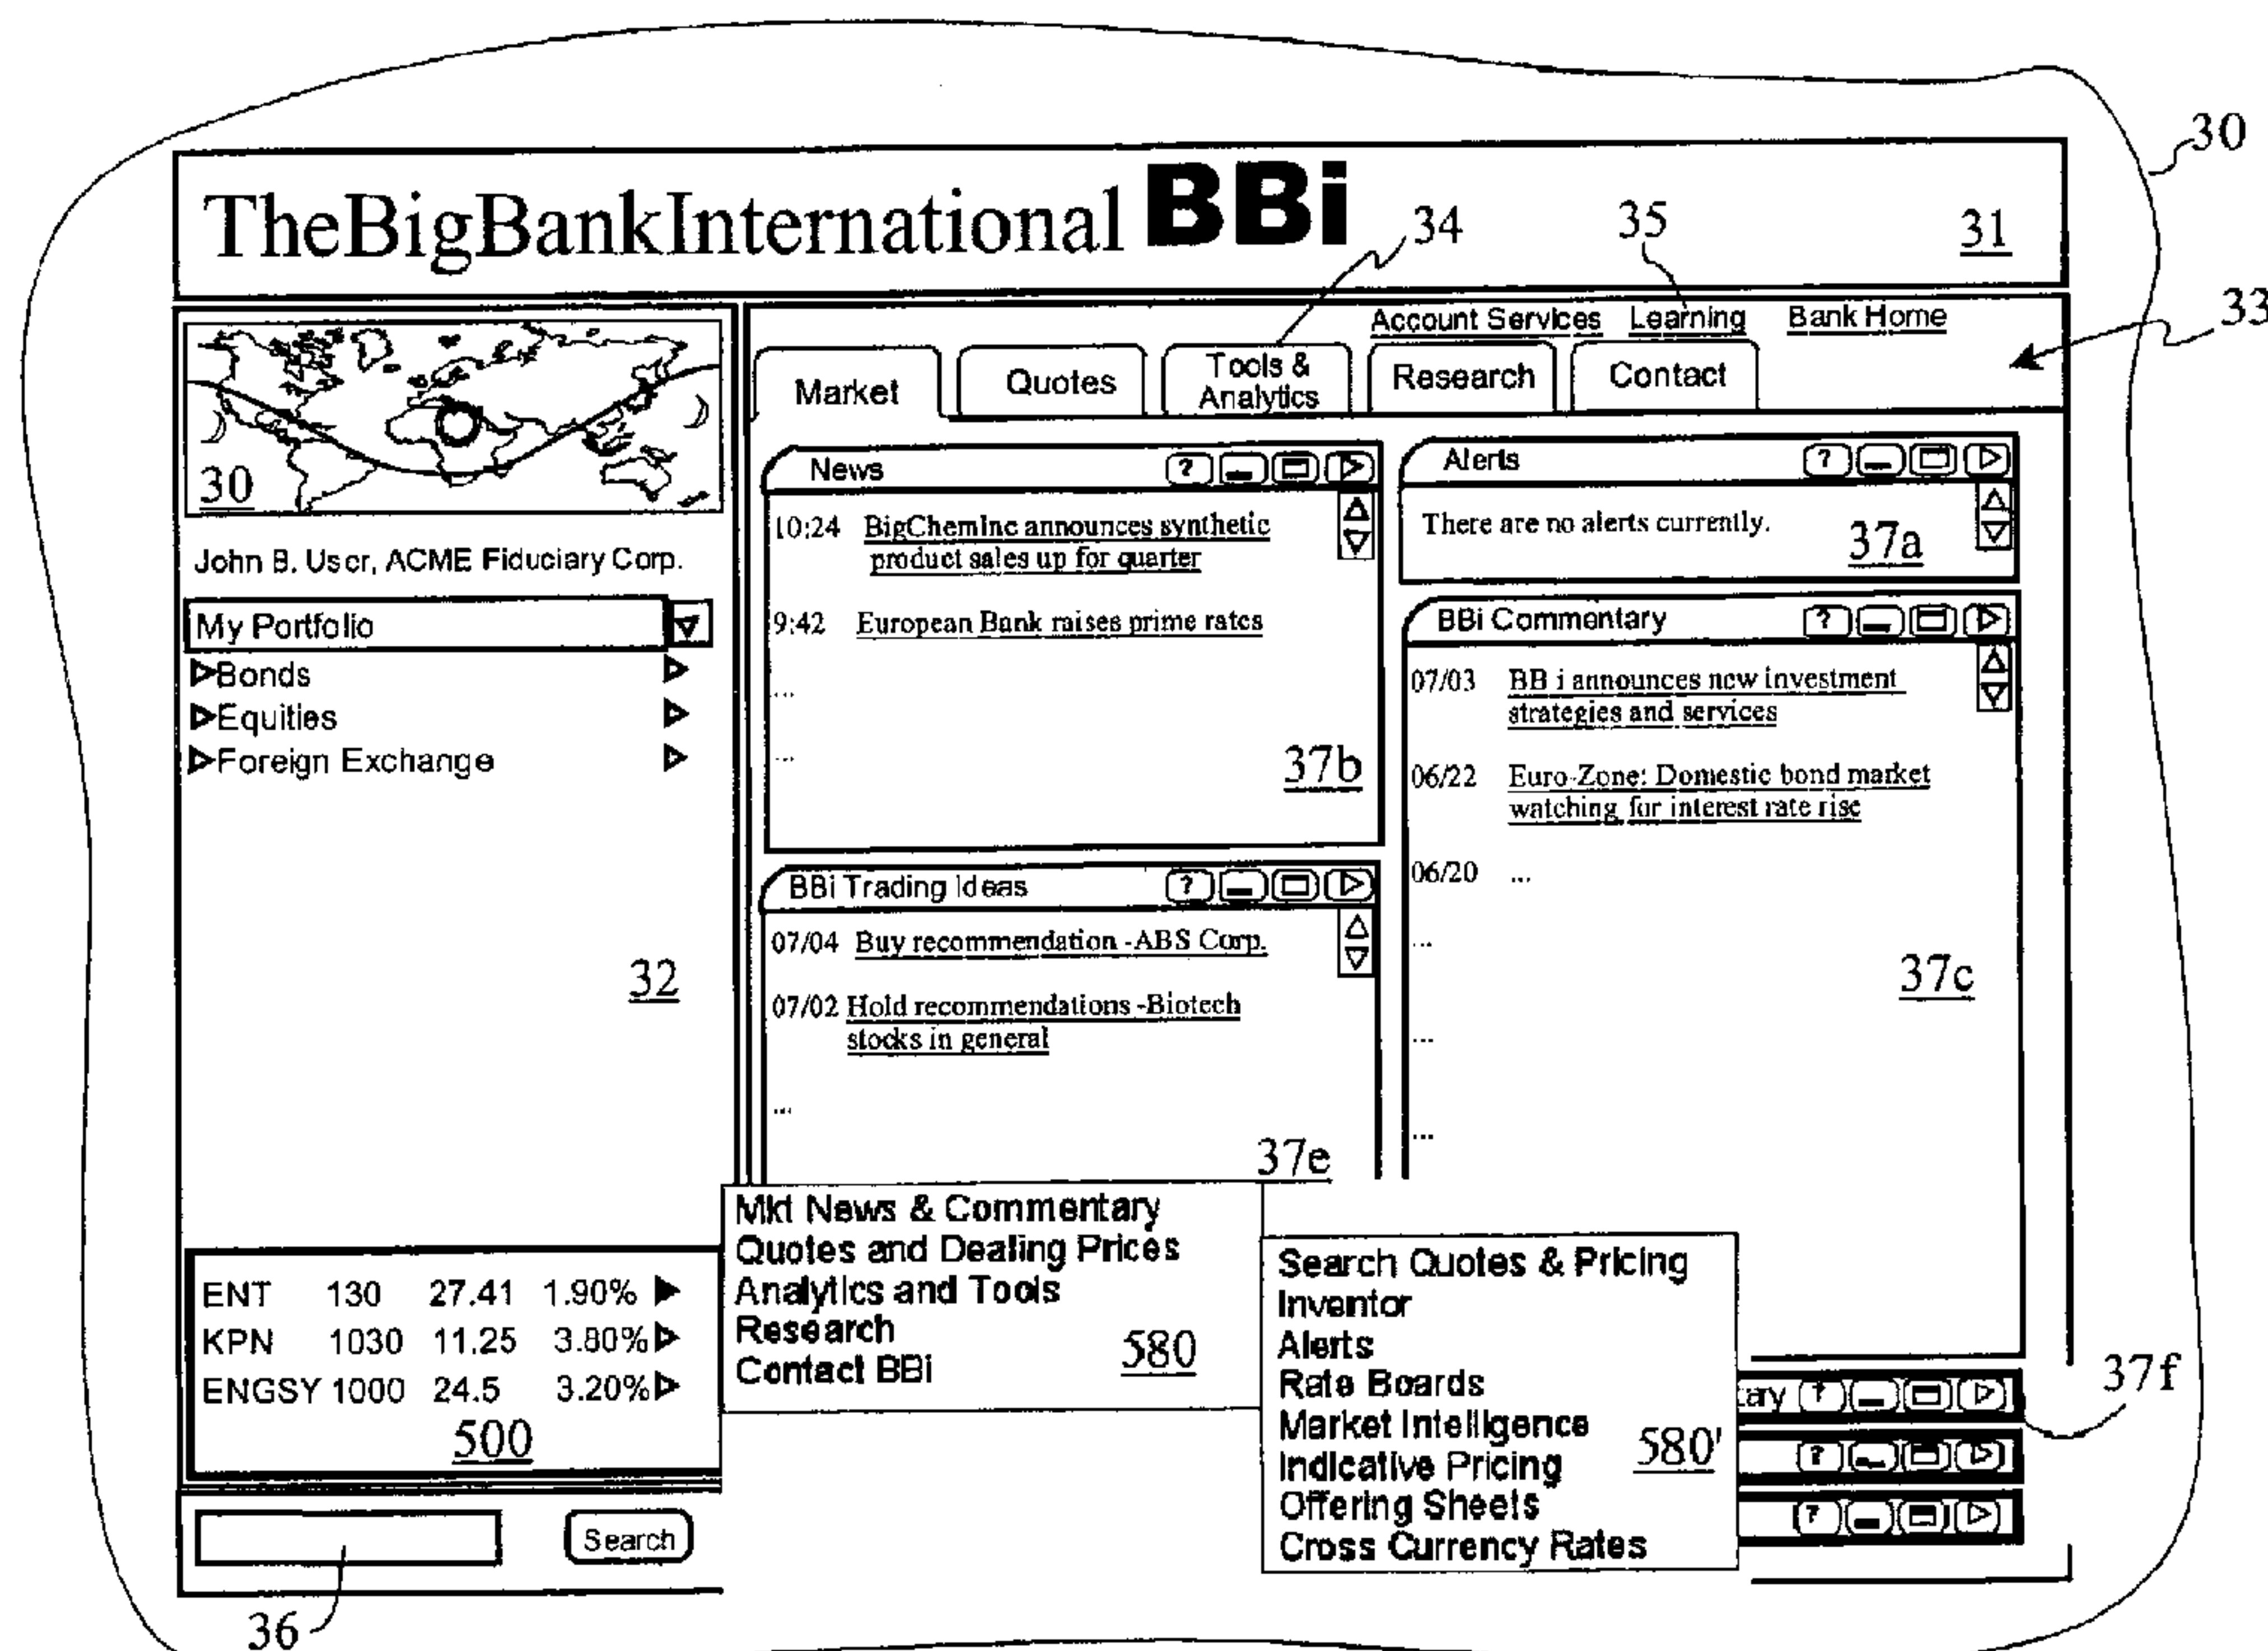 30
TheBigBankInternational BBi
34
35
31
33
Account Services Learning Bank Home
Market
Quotes
Tools &
Analytics
Research
Contact
30
John B. User, ACME Fiduciary Corp.
My Portfolio
Bonds
Equities
Foreign Exchange
32
News ?
10:24 BigChemInc announces synthetic
product sales up for quarter
9:42 European Bank raises prime rates
...
...
37b
Alerts ?
There are no alerts currently.
37a
BBi Commentary ?
07/03 BB i announces new investment
strategies and services
06/22 Euro-Zone: Domestic bond market
watching for interest rate rise
06/20 ...
...
37c
...
...
BBi Trading Ideas ?
07/04 Buy recommendation -ABS Corp.
07/02 Hold recommendations -Biotech
stocks in general
...
37e
ENT 130 27.41 1.90%
KPN 1030 11.25 3.80%
ENGSY 1000 24.5 3.20%
500
Mkt News & Commentary
Quotes and Dealing Prices
Analytics and Tools
Research
Contact BBi
580
Search Quotes & Pricing
Inventor
Alerts
Rate Boards
Market Intelligence
Indicative Pricing
Offering Sheets
Cross Currency Rates
580'
tary ?
37f
?
?
Search
36